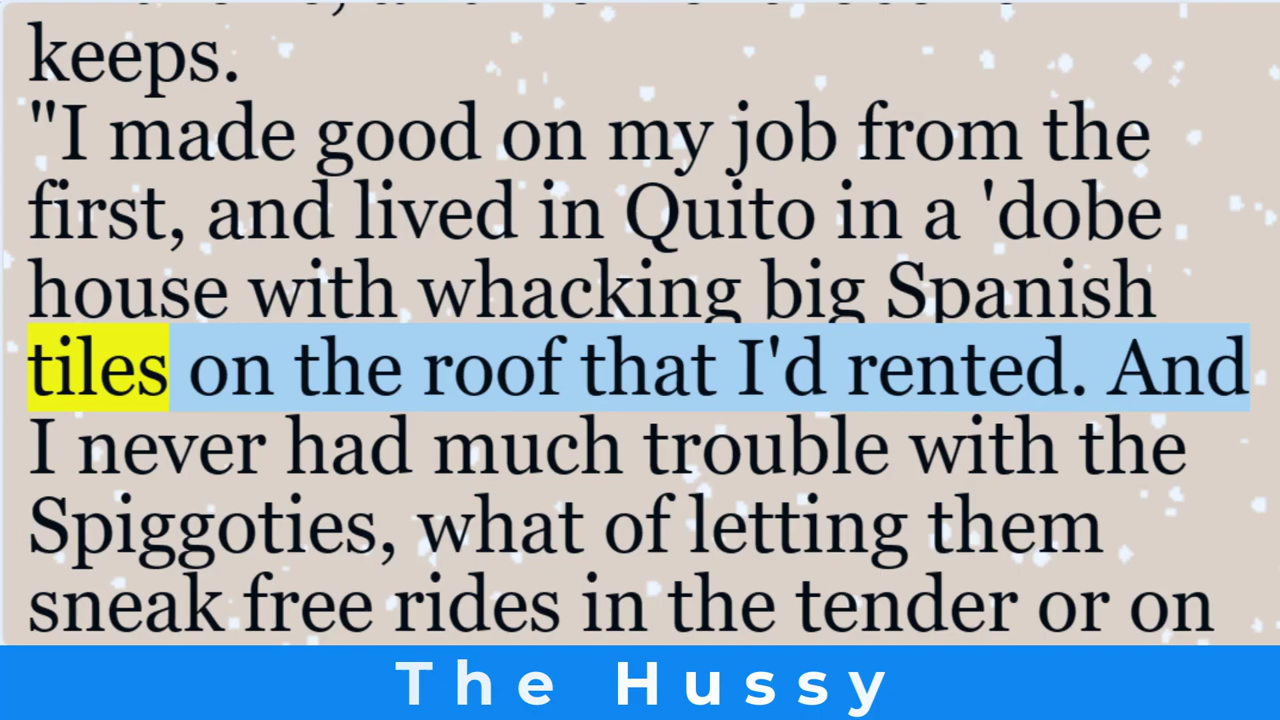 keeps.
"I made good on my job from the
first, and lived in Quito in a 'dobe
house with whacking big Spanish
tiles on the roof that I'd rented. And
I never had much trouble with the
Spiggoties, what of letting them
sneak free rides in the tender or on
The Hussy